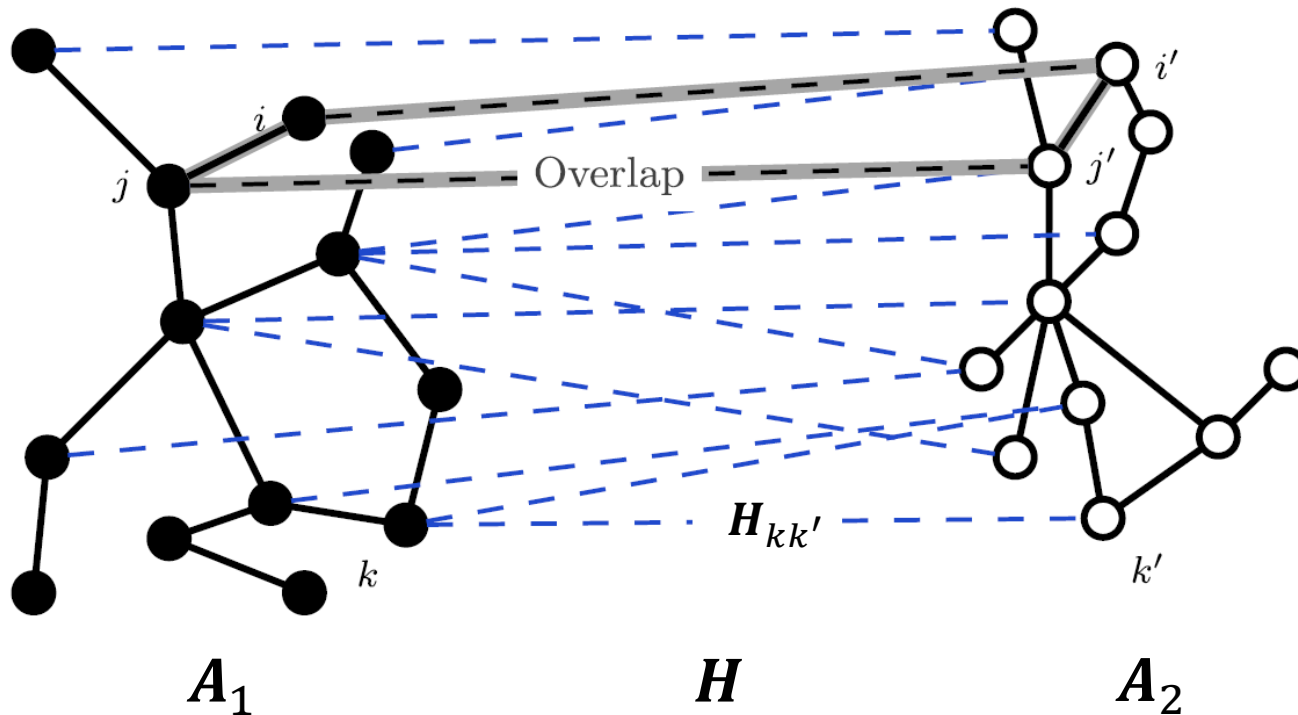 i
i′
j
Overlap
j′
H_{kk′}
k
k′
A_1
H
A_2